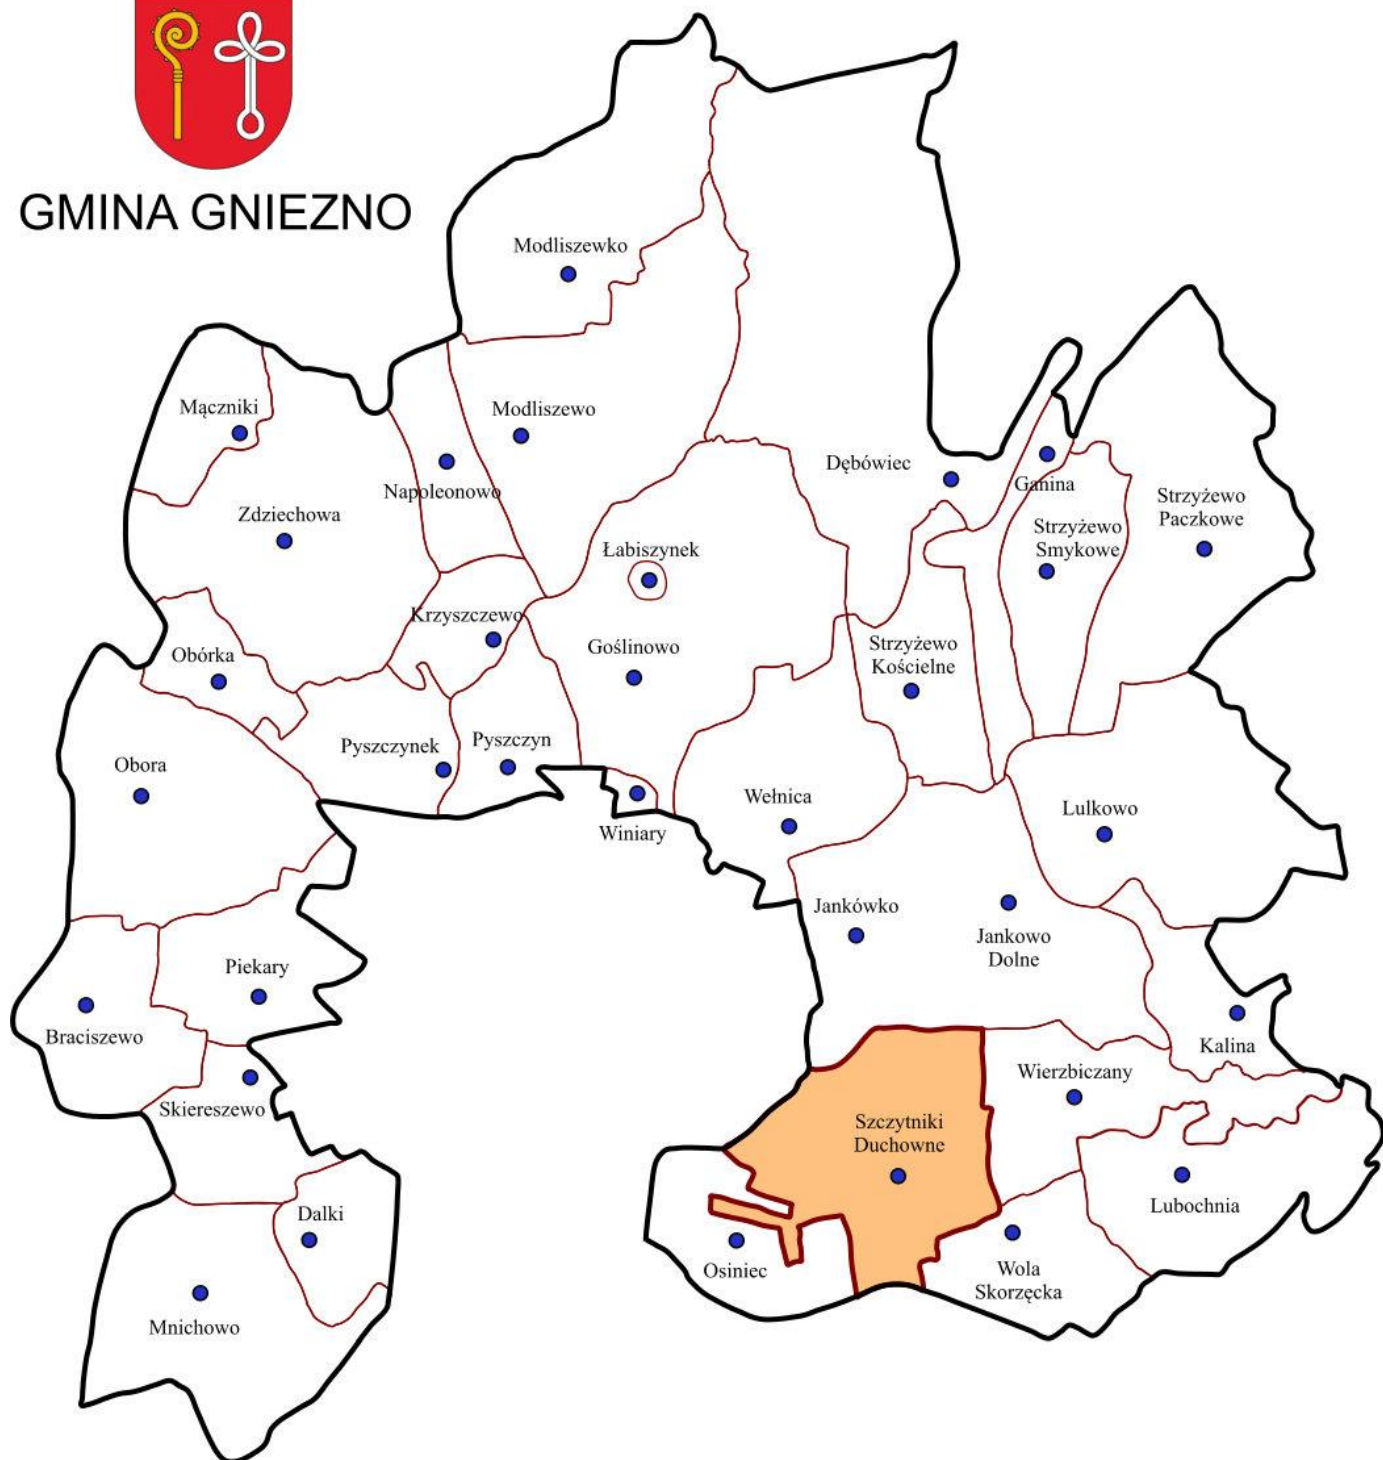 GMINA GNIEZNO
Modliszewko
Mączniki
Modliszewo
Napoleonowo
Dębówiec
Ganina
Strzyżewo
Paczkowe
Zdziechowa
Strzyżewo
Smykowe
Łabiszynek
Krzyszczewo
Goślinowo
Strzyżewo
Kościelne
Obórka
Pyszczynek
Pyszczyn
Obora
Wełnica
Lulkowo
Winiary
Jankówko
Jankowo
Dolne
Piekary
Braciszewo
Kalina
Wierzbiczany
Skiereszewo
Szczytniki
Duchowne
Lubochnia
Dalki
Osiniec
Wola
Skorzęcka
Mnichowo